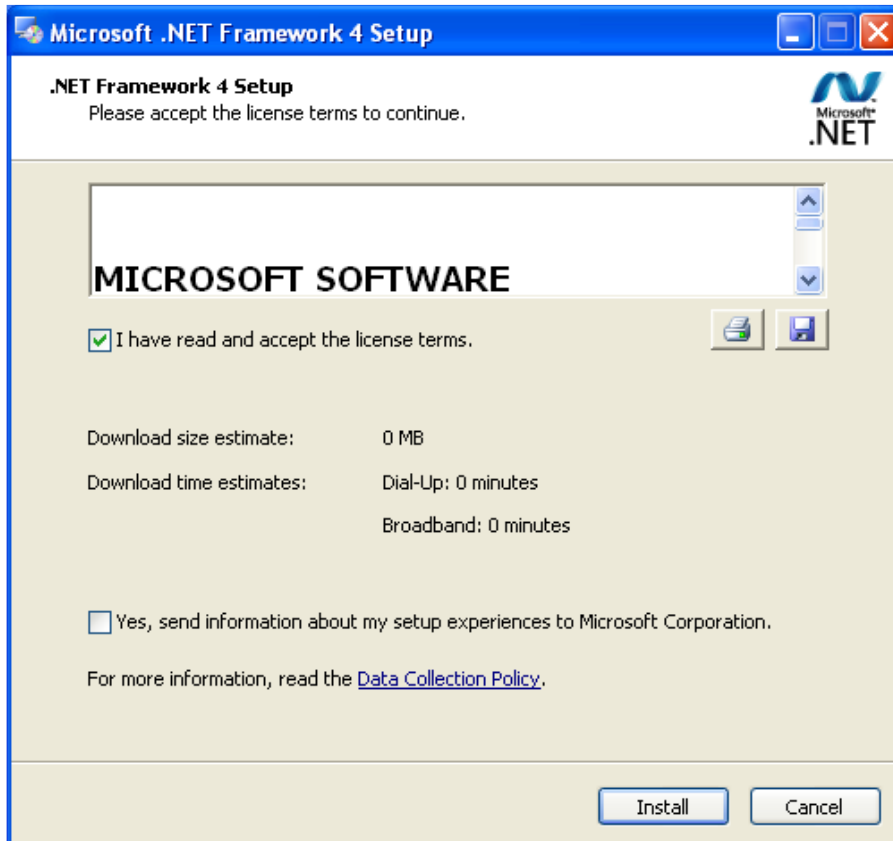 Microsoft .NET Framework 4 Setup
.NET Framework 4 Setup
Please accept the license terms to continue.
Microsoft®
.NET
MICROSOFT SOFTWARE
I have read and accept the license terms.
Download size estimate: 0 MB
Download time estimates: Dial-Up: 0 minutes
Broadband: 0 minutes
Yes, send information about my setup experiences to Microsoft Corporation.
For more information, read the Data Collection Policy.
Install Cancel